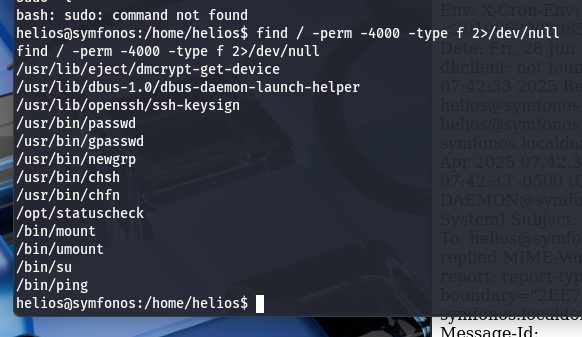 bash: sudo: command not found
helios@symfonos:/home/helios$ find / -perm -4000 -type f 2>/dev/null
find / -perm -4000 -type f 2>/dev/null
/usr/lib/eject/dmcrypt-get-device
/usr/lib/dbus-1.0/dbus-daemon-launch-helper
/usr/lib/openssh/ssh-keysign
/usr/bin/passwd
/usr/bin/gpasswd
/usr/bin/newgrp
/usr/bin/chsh
/usr/bin/chfn
/opt/statuscheck
/bin/mount
/bin/umount
/bin/su
/bin/ping
helios@symfonos:/home/helios$
Env: X-Cron-Env:
Date: Fri, 28 Jun
dhclient: not foun
07:42:33 2025 Re
helios@symfonos
helios@symfonos
symfonos.localdo
Apr 2025 07:42:3
07:42:33 -0500 (C
DAEMON@symfo
System) Subject:
To: helios@symfo
replied MIME-Ver
report; report-typ
boundary="2EE7
symfonos.localdo
Message-Id: